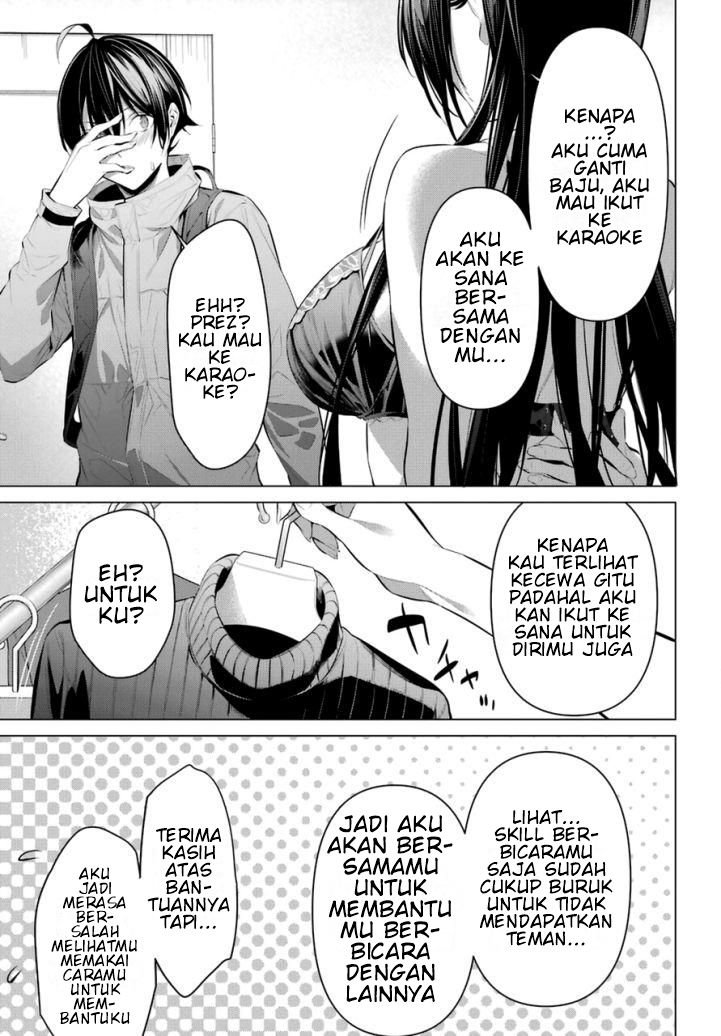 KENAPA
...?
AKU CUMA
GANTI
BAJU, AKU
MAU IKUT
KE
KARAOKE
AKU
AKAN KE
SANA
BER-
SAMA
DENGAN
MU...
EHH?
PREZ?
KAU MAU
KE
KARAO-
KE?
KENAPA
KAU TERLIHAT
KECEWA GITU
PADAHAL AKU
KAN IKUT KE
SANA UNTUK
DIRIMU JUGA
EH?
UNTUK
KU?
ササッ
LIHAT...
SKILL BER-
BICARAMU
SAJA SUDAH
CUKUP BURUK
UNTUK TIDAK
MENDAPATKAN
TEMAN...
JADI AKU
AKAN BER-
SAMAMU
UNTUK
MEMBANTU
MU BER-
BICARA
DENGAN
LAINNYA
TERIMA
KASIH
ATAS
BAN-
TUANNYA
TAPI...
AKU
JADI
MERASA
BER-
SALAH
MELIHATMU
MEMAKAI
CARAMU
UNTUK
MEM-
BANTUKU